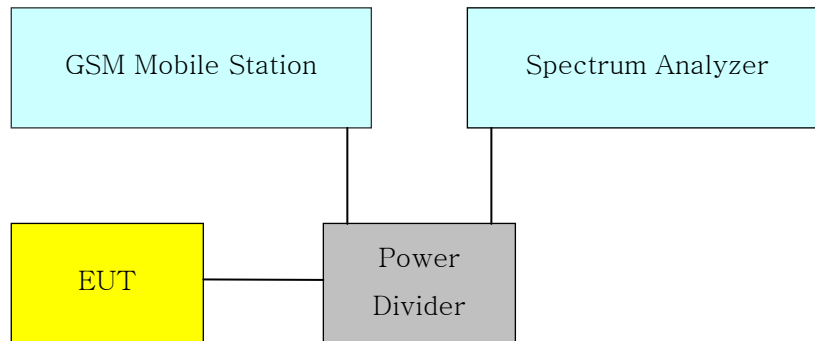 GSM Mobile Station
Spectrum Analyzer
EUT
Power
Divider